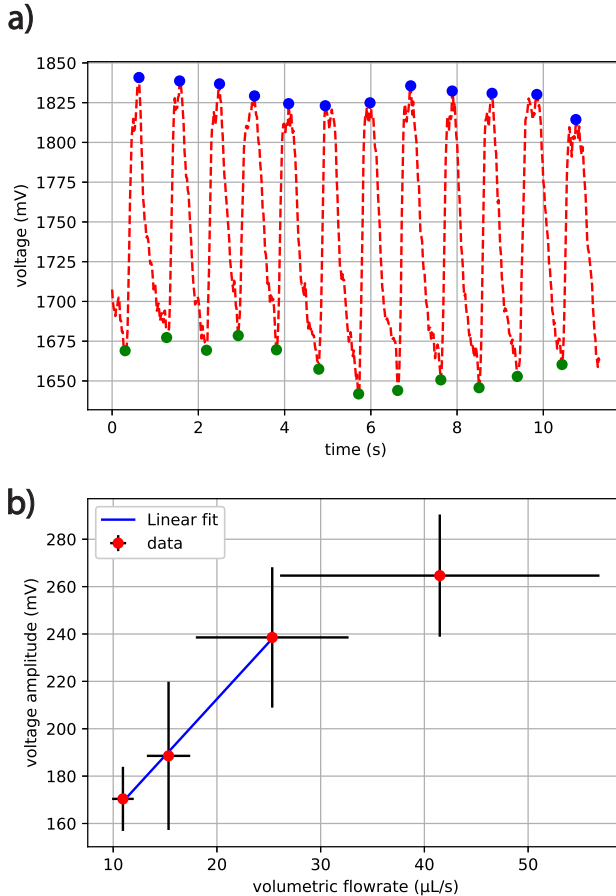 a)
1850
1825
1800
1775
1750
1725
1700
1675
1650
voltage (mV)
0 2 4 6 8 10
time (s)
b)
Linear fit
data
280
260
240
220
200
180
160
voltage amplitude (mV)
10 20 30 40 50
volumetric flowrate (μL/s)